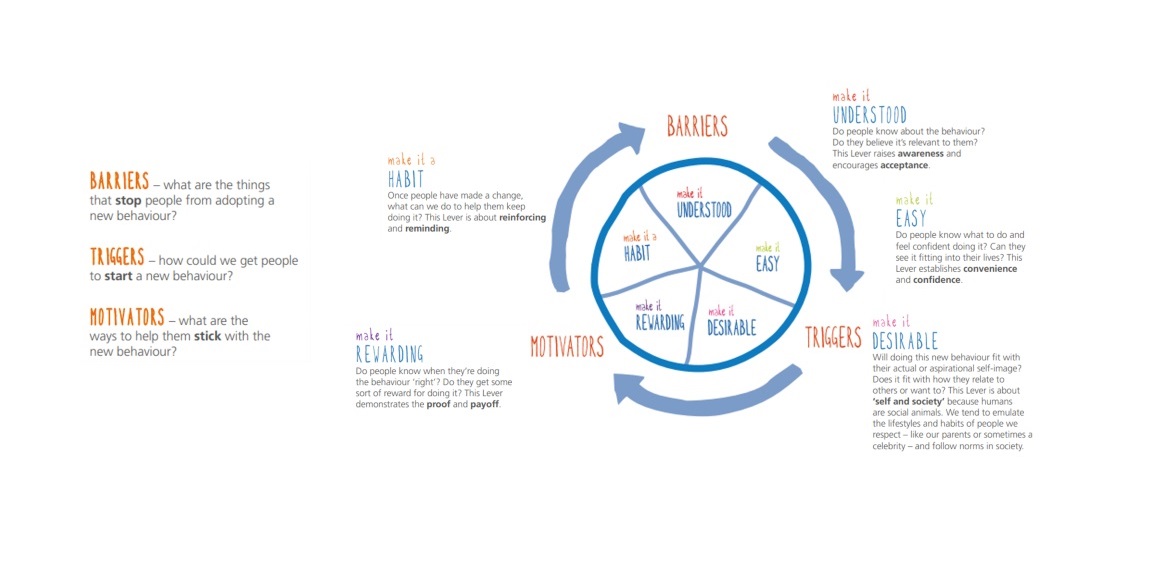 BARRIERS – what are the things
that stop people from adopting a
new behaviour?
TRIGGERS – how could we get people
to start a new behaviour?
MOTIVATORS – what are the
ways to help them stick with the
new behaviour?
make it a
HABIT
Once people have made a change,
what can we do to help them keep
doing it? This Lever is about reinforcing
and reminding.
make it
REWARDING
Do people know when they're doing
the behaviour 'right'? Do they get some
sort of reward for doing it? This Lever
demonstrates the proof and payoff.
BARRIERS
make it
UNDERSTOOD
make it a
HABIT
make it
EASY
make it
REWARDING
make it
DESIRABLE
MOTIVATORS
TRIGGERS
make it
UNDERSTOOD
Do people know about the behaviour?
Do they believe it's relevant to them?
This Lever raises awareness and
encourages acceptance.
make it
EASY
Do people know what to do and
feel confident doing it? Can they
see it fitting into their lives? This
Lever establishes convenience
and confidence.
make it
DESIRABLE
Will doing this new behaviour fit with
their actual or aspirational self-image?
Does it fit with how they relate to
others or want to? This Lever is about
'self and society' because humans
are social animals. We tend to emulate
the lifestyles and habits of people we
respect – like our parents or sometimes a
celebrity – and follow norms in society.